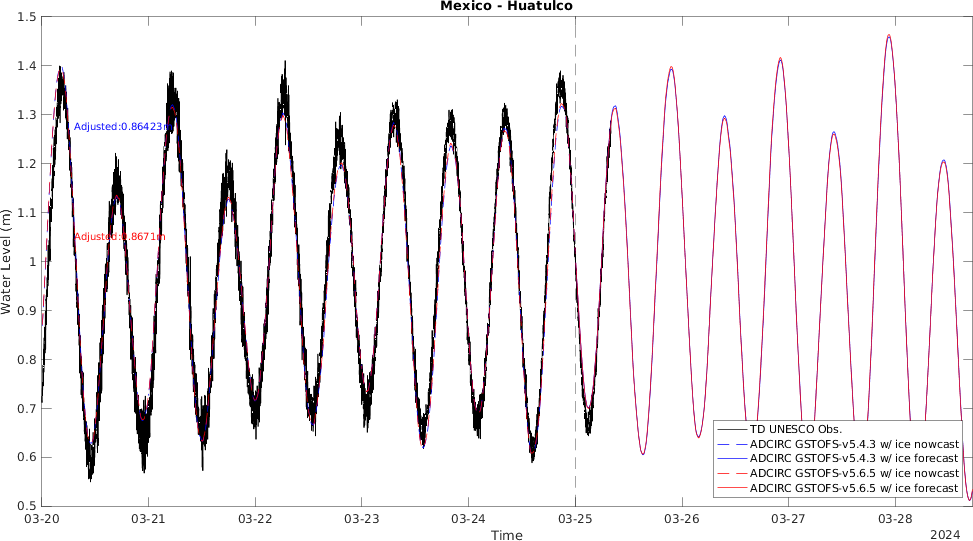 Mexico - Huatulco
Water Level (m)
1.5
1.4
1.3
1.2
1.1
1
0.9
0.8
0.7
0.6
0.5
Adjusted:0.86423m
Adjusted:0.8671m
TD UNESCO Obs.
ADCIRC GSTOFS-v5.4.3 w/ ice nowcast
ADCIRC GSTOFS-v5.4.3 w/ ice forecast
ADCIRC GSTOFS-v5.6.5 w/ ice nowcast
ADCIRC GSTOFS-v5.6.5 w/ ice forecast
03-20 03-21 03-22 03-23 03-24 03-25 03-26 03-27 03-28
Time
2024